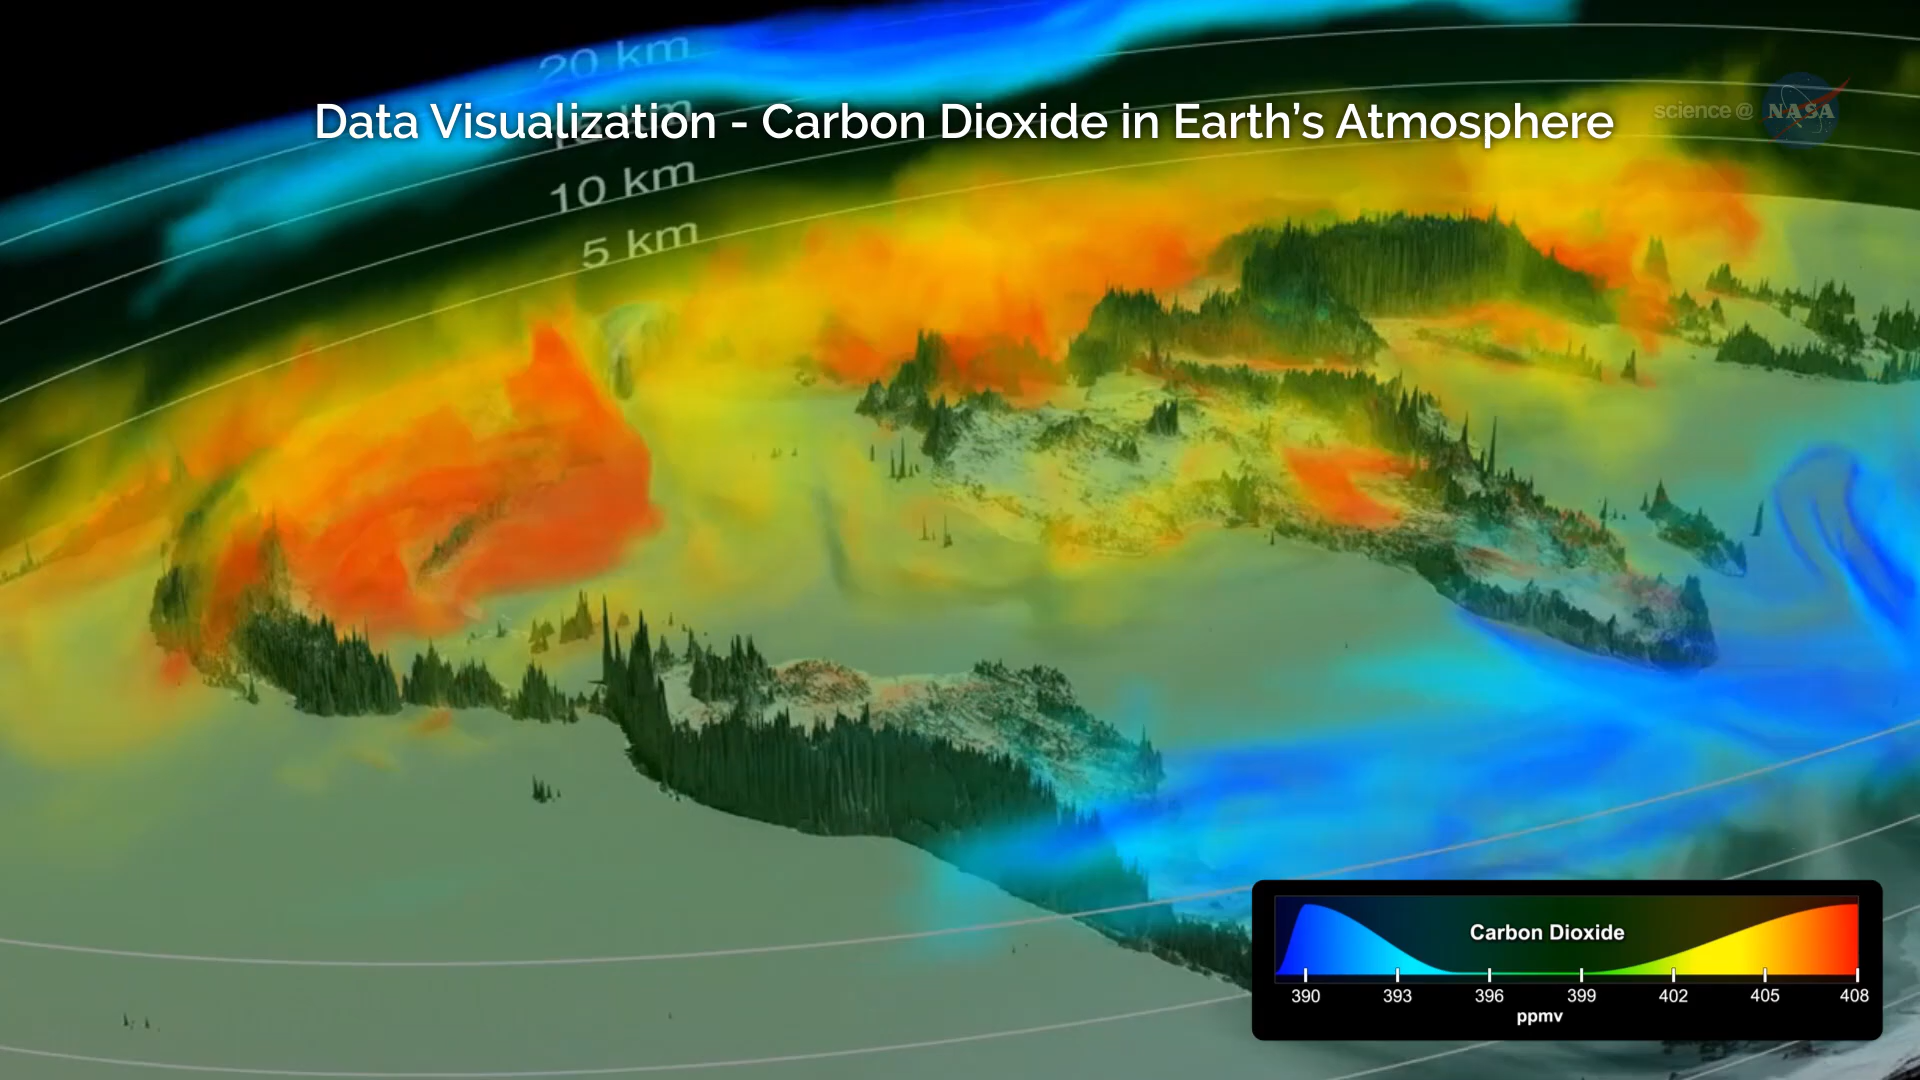 20 km
Data Visualization - Carbon Dioxide in Earth’s Atmosphere
science @ NASA
10 km
5 km
Carbon Dioxide
390 393 396 399 402 405 408
ppmv